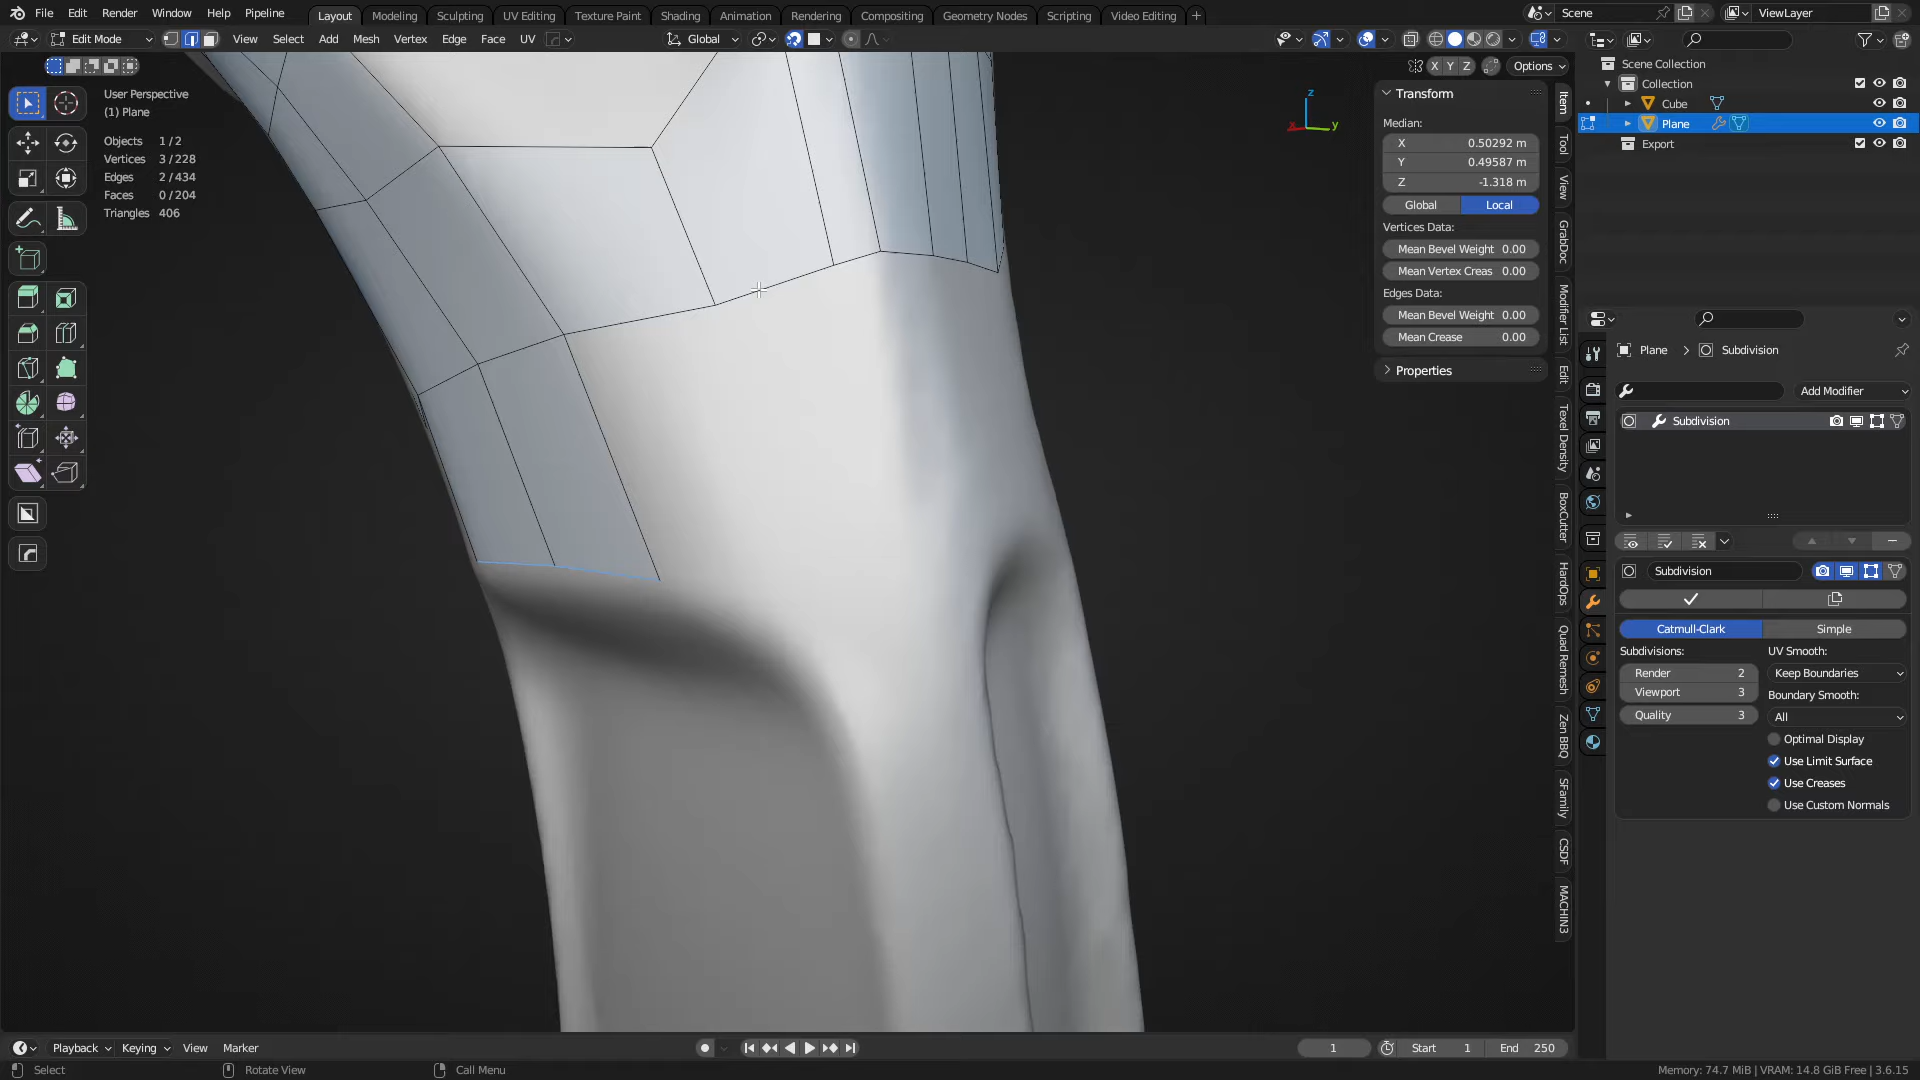 File Edit Render Window Help Pipeline Layout Modeling Sculpting UV Editing Texture Paint Shading Animation Rendering Compositing Geometry Nodes Scripting Video Editing + Scene ViewLayer
Edit Mode View Select Add Mesh Vertex Edge Face UV Global
X Y Z Options
User Perspective
(1) Plane
Objects 1 / 2
Vertices 3 / 228
Edges 2 / 434
Faces 0 / 204
Triangles 406
z
x
y
Transform
Median:
X 0.50292 m
Y 0.49587 m
Z -1.318 m
Global Local
Vertices Data:
Mean Bevel Weight 0.00
Mean Vertex Creas 0.00
Edges Data:
Mean Bevel Weight 0.00
Mean Crease 0.00
Properties
Item
Tool
View
GrabDoc
Modifier List
Edit
Texel Density
BoxCutter
HardOps
Quad Remesh
Zen BBQ
SFamily
CSDF
MACHIN3
Scene Collection
Collection
Cube
Plane
Export
Plane Subdivision
Add Modifier
Subdivision
Subdivision
Catmull-Clark Simple
Subdivisions: UV Smooth:
Render 2 Keep Boundaries
Viewport 3 Boundary Smooth:
Quality 3 All
Optimal Display
Use Limit Surface
Use Creases
Use Custom Normals
Playback Keying View Marker 1 Start 1 End 250
Select Rotate View Call Menu Memory: 74.7 MiB | VRAM: 14.8 GiB Free | 3.6.15